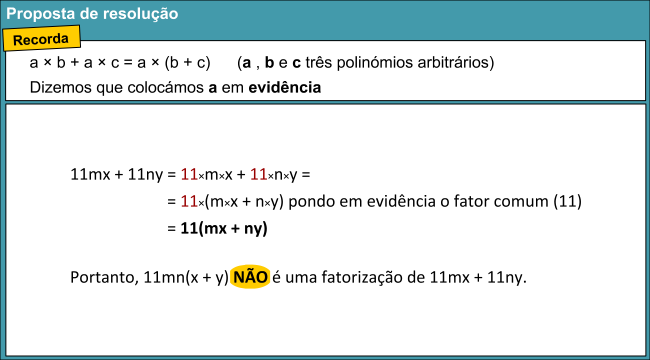 Proposta de resolução
Recorda
a × b + a × c = a × (b + c) (a , b e c três polinómios arbitrários)
Dizemos que colocámos a em evidência
11mx + 11ny = 11×m×x + 11×n×y =
= 11×(m×x + n×y) pondo em evidência o fator comum (11)
= 11(mx + ny)
Portanto, 11mn(x + y) NÃO é uma fatorização de 11mx + 11ny.